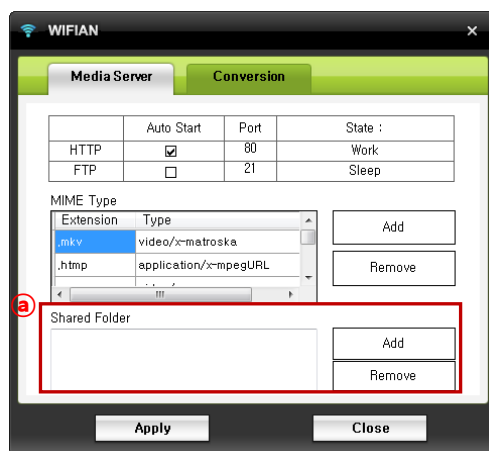 WIFIAN ×
Media Server Conversion
Auto Start Port State :
HTTP 80 Work
FTP 21 Sleep
MIME Type
Extension Type
.mkv video/x-matroska
.htmp application/x-mpegURL
Add
Remove
ⓐ
Shared Folder
Add
Remove
Apply Close